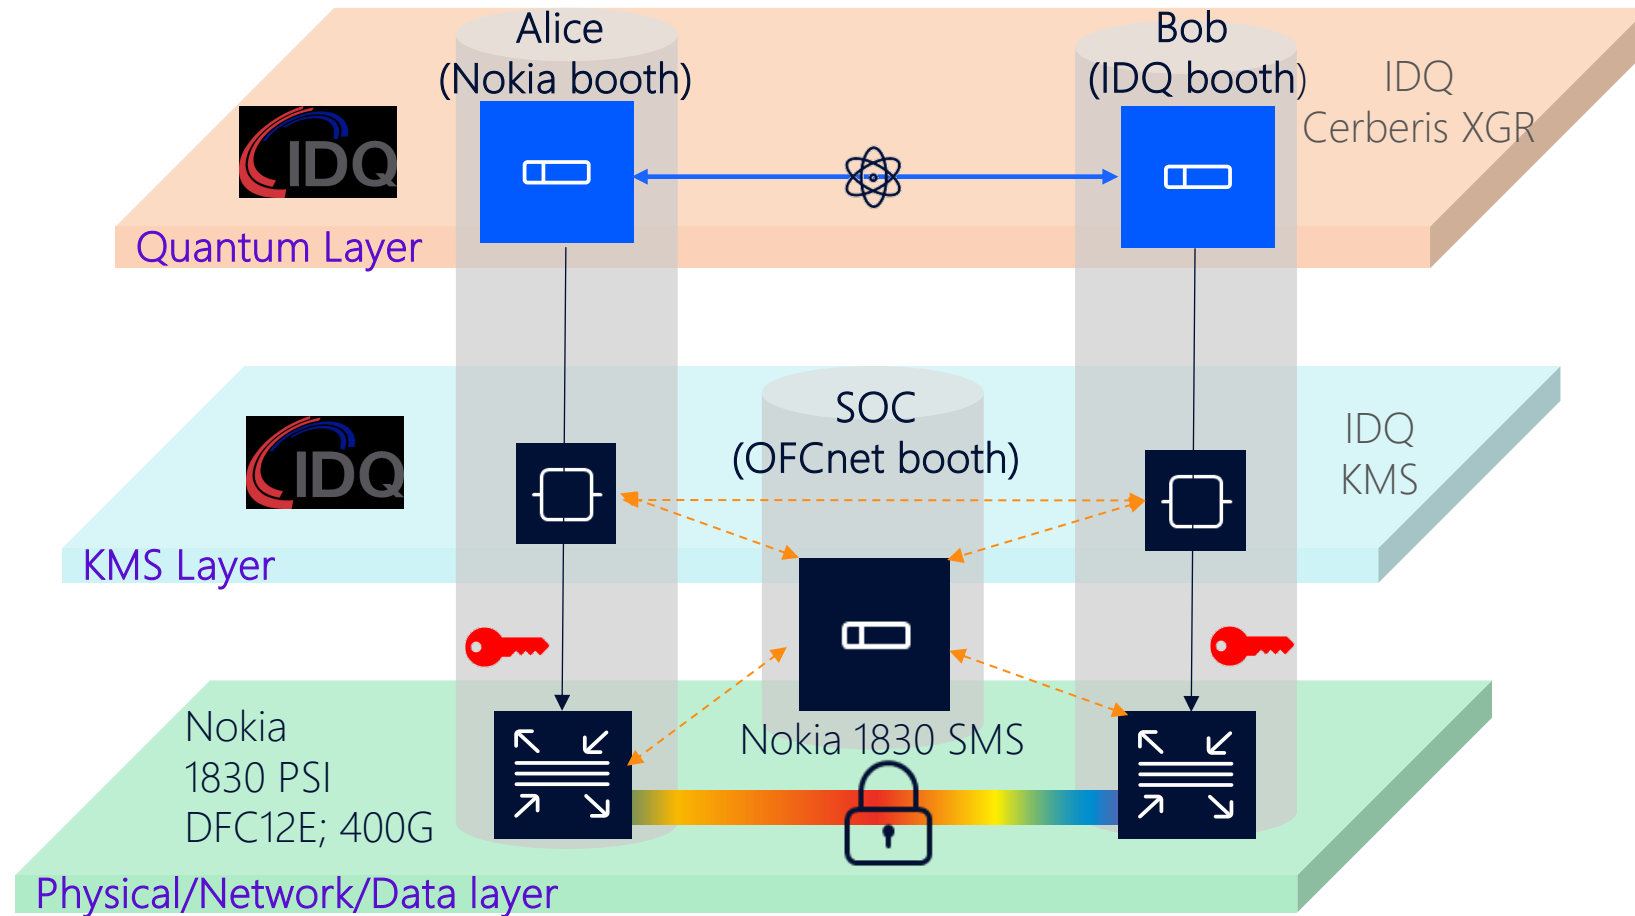 Alice
(Nokia booth)
Bob
(IDQ booth)
IDQ
Cerberis XGR
IDQ
Quantum Layer
SOC
(OFCnet booth)
IDQ
KMS
IDQ
KMS Layer
Nokia 1830 SMS
Nokia
1830 PSI
DFC12E; 400G
Physical/Network/Data layer